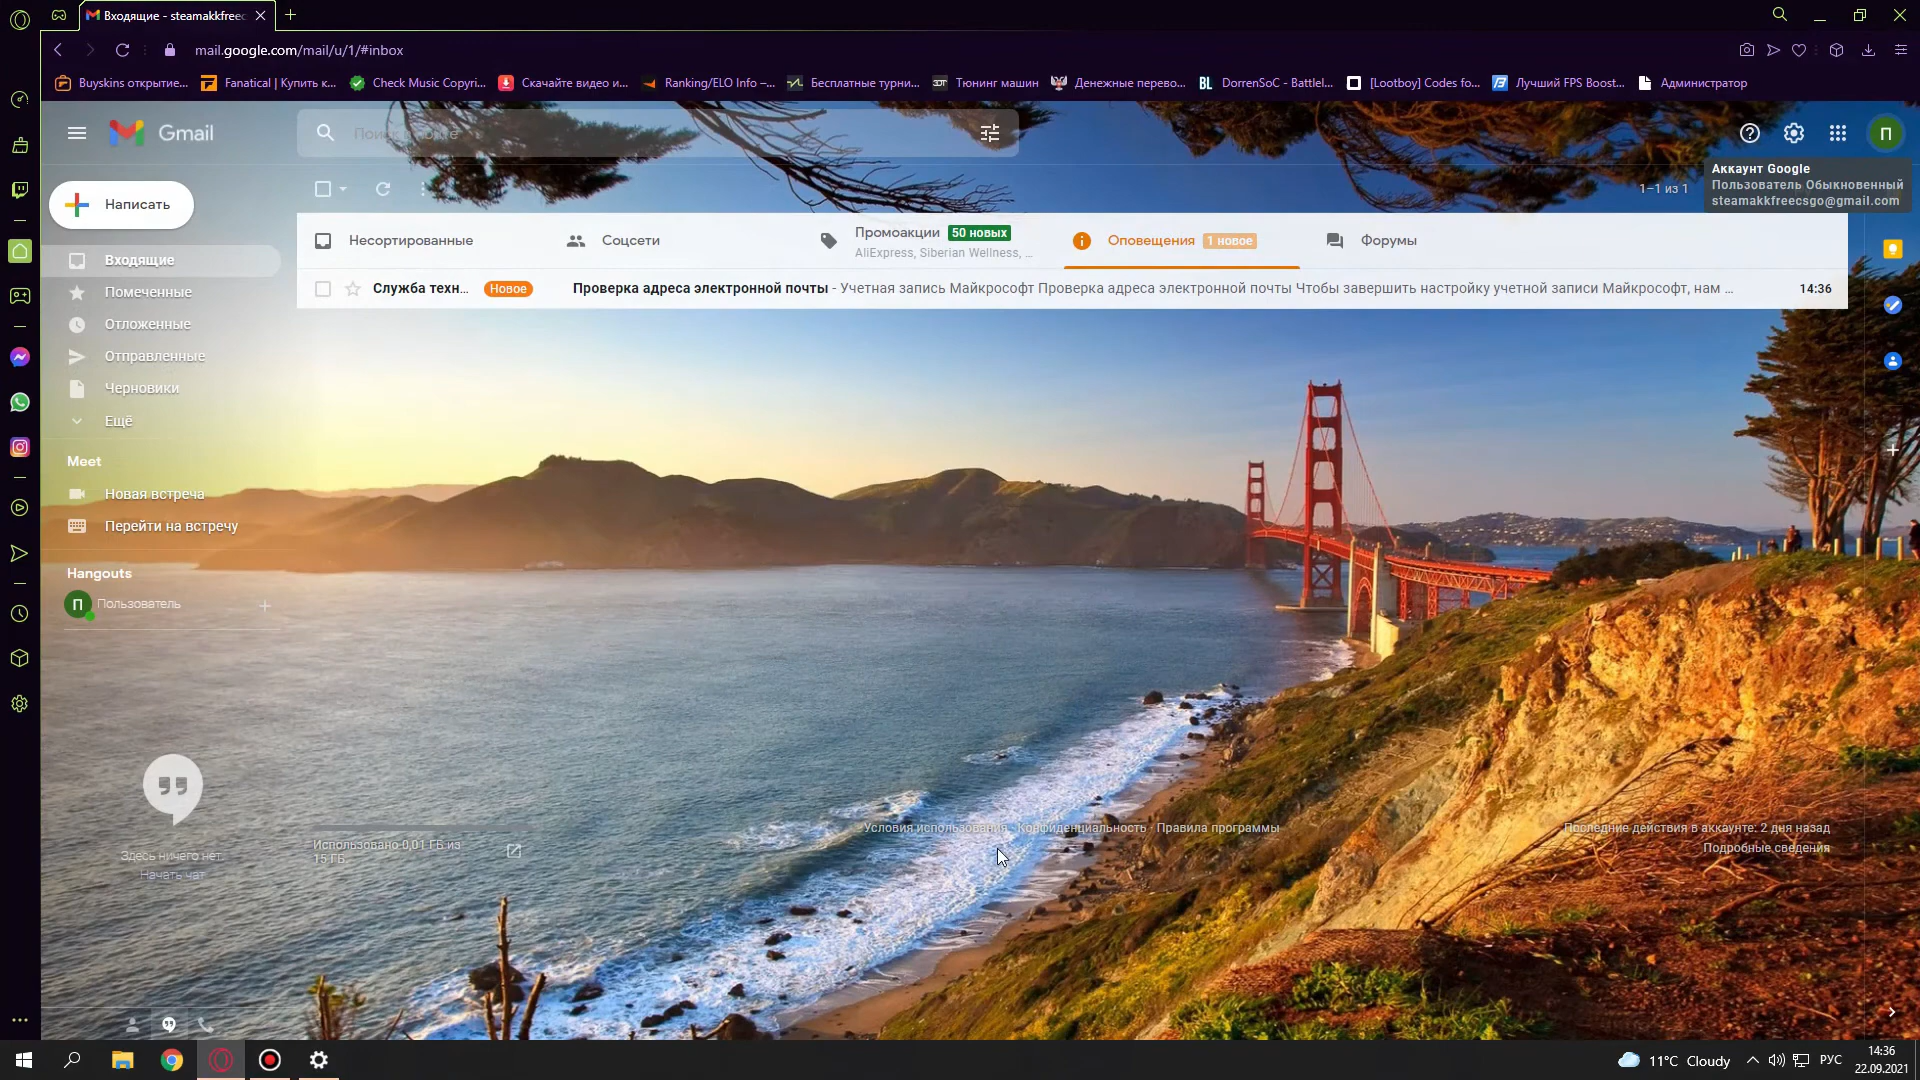 Входящие - steamakkfreec
mail.google.com/mail/u/1/#inbox
Buyskins открытие...
Fanatical | Купить к...
Check Music Copyri...
Скачайте видео и...
Ranking/ELO Info –...
Бесплатные турни...
Тюнинг машин
Денежные перево...
BL DorrenSoC - Battlel...
[Lootboy] Codes fo...
Лучший FPS Boost...
Администратор
Gmail
Поиск в почте
П
Аккаунт Google
Пользователь Обыкновенный
steamakkfreecsgo@gmail.com
1–1 из 1
Написать
Несортированные
Соцсети
Промоакции 50 новых
AliExpress, Siberian Wellness, ...
Оповещения 1 новое
Форумы
Служба техн... Новое Проверка адреса электронной почты - Учетная запись Майкрософт Проверка адреса электронной почты Чтобы завершить настройку учетной записи Майкрософт, нам ... 14:36
Входящие
Помеченные
Отложенные
Отправленные
Черновики
Ещё
Meet
Новая встреча
Перейти на встречу
Hangouts
П Пользователь
Здесь ничего нет.
Начать чат
Использовано 0,01 ГБ из
15 ГБ
Условия использования · Конфиденциальность · Правила программы
Последние действия в аккаунте: 2 дня назад
Подробные сведения
11°C Cloudy
РУС
14:36
22.09.2021